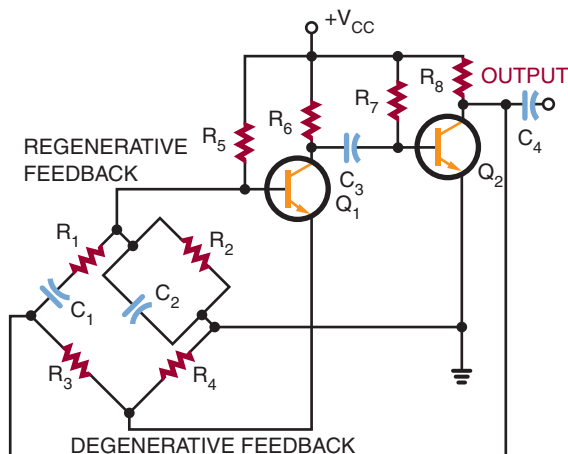 +VCC
R8
OUTPUT
R7
R6
R5
REGENERATIVE
FEEDBACK
C3
C4
Q1
Q2
R1
R2
C1
C2
R3
R4
DEGENERATIVE FEEDBACK